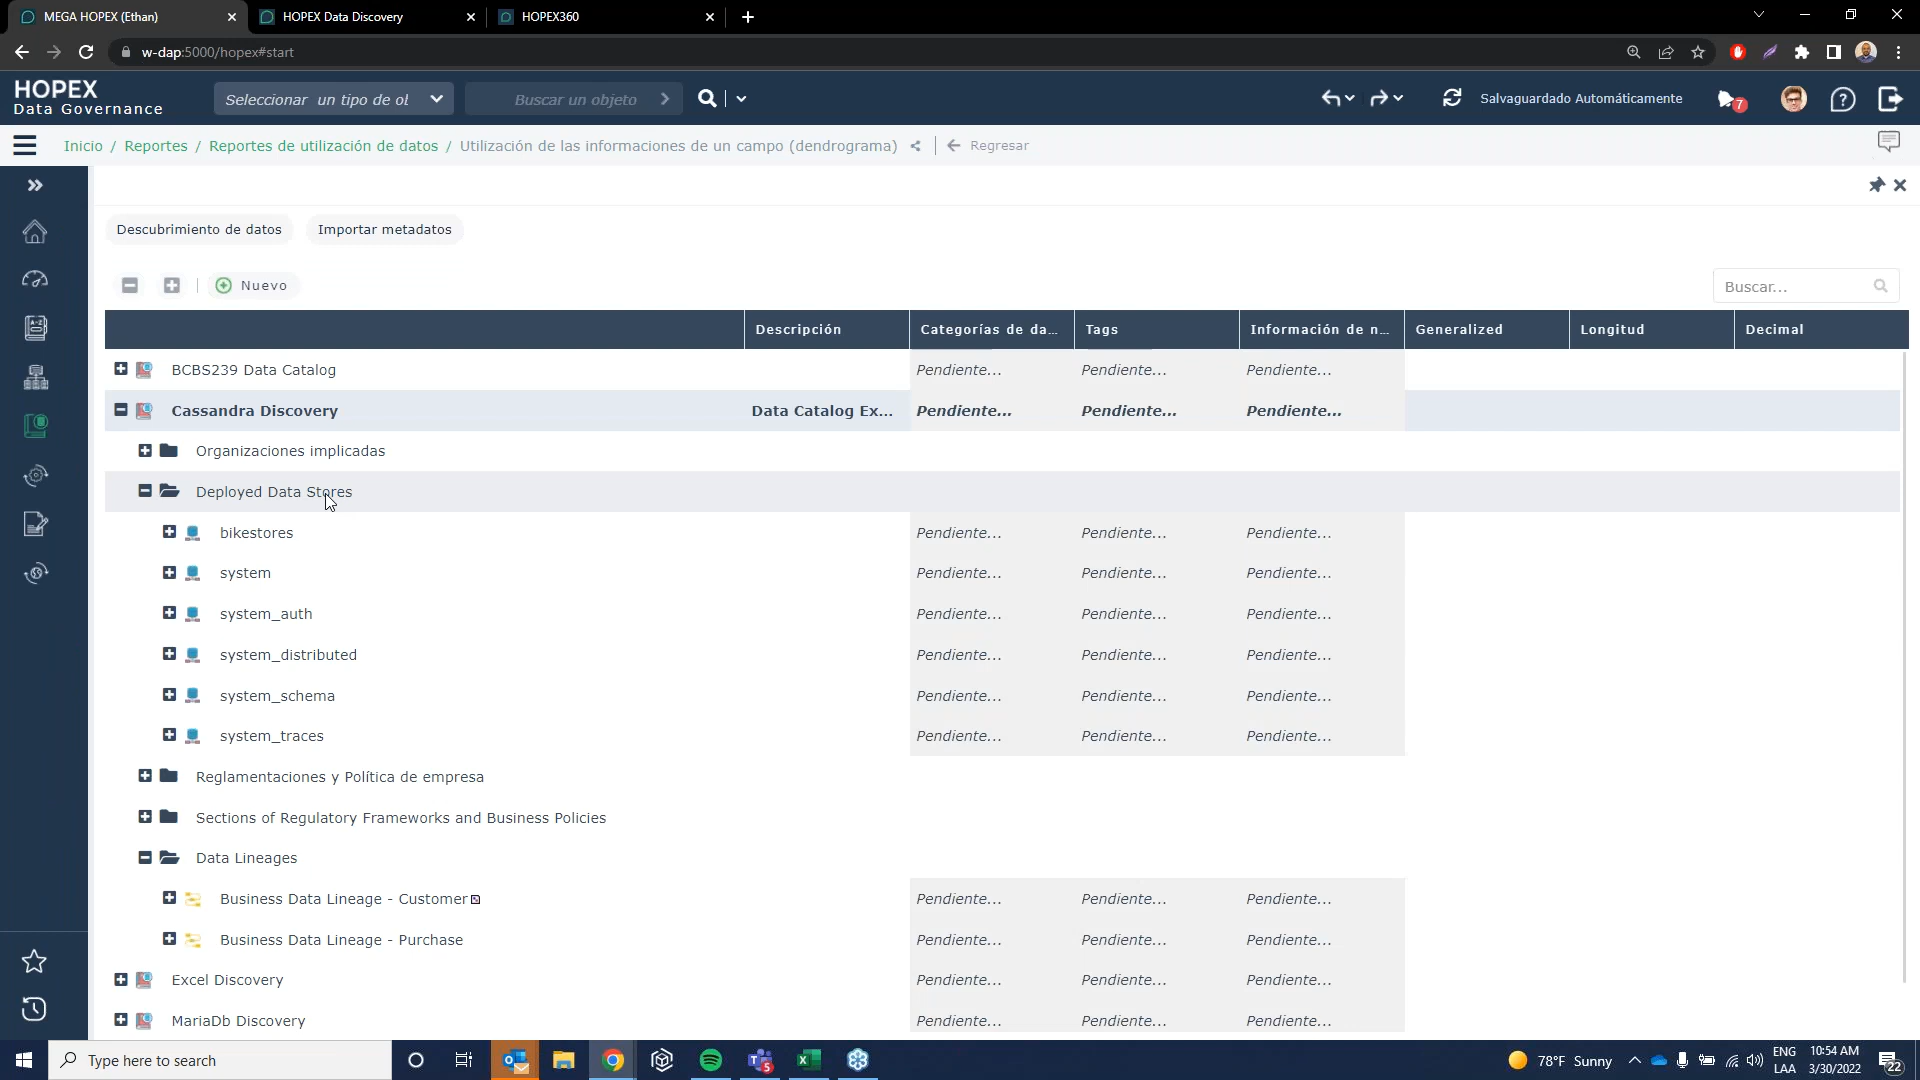 MEGA HOPEX (Ethan)
HOPEX Data Discovery
HOPEX360
w-dap:5000/hopex#start
HOPEX
Data Governance
Seleccionar un tipo de ol
Buscar un objeto
Salvaguardado Automáticamente
7
Inicio / Reportes / Reportes de utilización de datos / Utilización de las informaciones de un campo (dendrograma)
Regresar
Descubrimiento de datos
Importar metadatos
Nuevo
Buscar...
Descripción
Categorías de da...
Tags
Información de n...
Generalized
Longitud
Decimal
BCBS239 Data Catalog Pendiente... Pendiente... Pendiente...
Cassandra Discovery Data Catalog Ex... Pendiente... Pendiente... Pendiente...
Organizaciones implicadas
Deployed Data Stores
bikestores Pendiente... Pendiente... Pendiente...
system Pendiente... Pendiente... Pendiente...
system_auth Pendiente... Pendiente... Pendiente...
system_distributed Pendiente... Pendiente... Pendiente...
system_schema Pendiente... Pendiente... Pendiente...
system_traces Pendiente... Pendiente... Pendiente...
Reglamentaciones y Política de empresa
Sections of Regulatory Frameworks and Business Policies
Data Lineages
Business Data Lineage - Customer Pendiente... Pendiente... Pendiente...
Business Data Lineage - Purchase Pendiente... Pendiente... Pendiente...
Excel Discovery Pendiente... Pendiente... Pendiente...
MariaDb Discovery Pendiente... Pendiente... Pendiente...
Type here to search
5
78°F Sunny
ENG
LAA
10:54 AM
3/30/2022
22